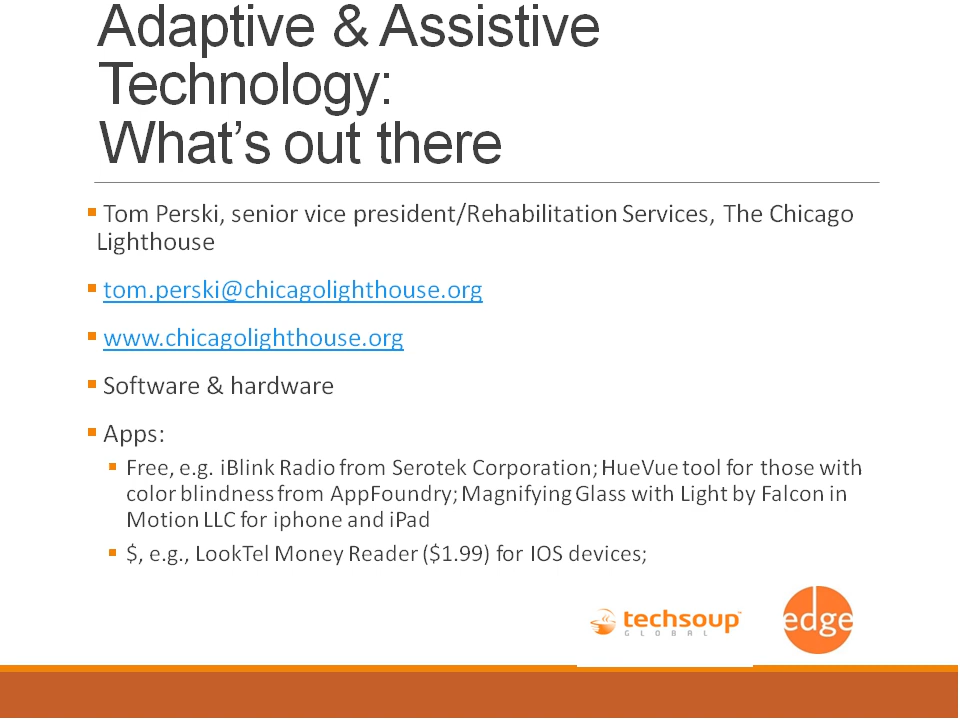 Adaptive & Assistive
Technology:
What's out there
Tom Perski, senior vice president/Rehabilitation Services, The Chicago
Lighthouse
tom.perski@chicagolighthouse.org
www.chicagolighthouse.org
Software & hardware
Apps:
Free, e.g. iBlink Radio from Serotek Corporation; HueVue tool for those with
color blindness from AppFoundry; Magnifying Glass with Light by Falcon in
Motion LLC for iphone and iPad
$, e.g., LookTel Money Reader ($1.99) for IOS devices;
techsoup
GLOBAL
edge